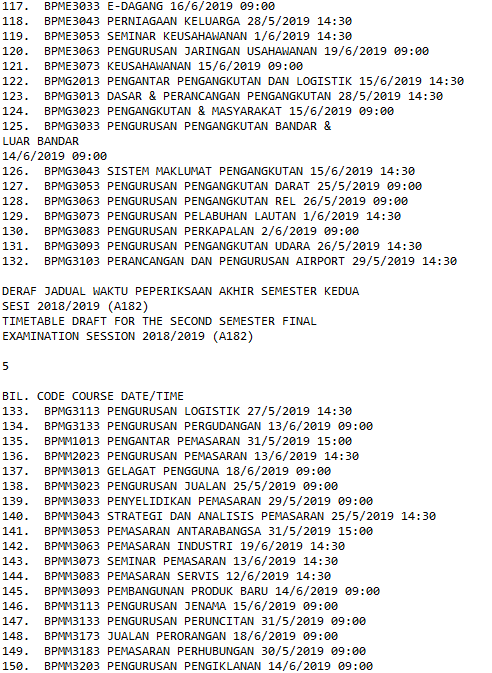 117.  BPME3033 E-DAGANG 16/6/2019 09:00
118.  BPME3043 PERNIAGAAN KELUARGA 28/5/2019 14:30
119.  BPME3053 SEMINAR KEUSAHAWANAN 1/6/2019 14:30
120.  BPME3063 PENGURUSAN JARINGAN USAHAWANAN 19/6/2019 09:00
121.  BPME3073 KEUSAHAWANAN 15/6/2019 09:00
122.  BPMG2013 PENGANTAR PENGANGKUTAN DAN LOGISTIK 15/6/2019 14:30
123.  BPMG3013 DASAR & PERANCANGAN PENGANGKUTAN 28/5/2019 14:30
124.  BPMG3023 PENGANGKUTAN & MASYARAKAT 15/6/2019 09:00
125.  BPMG3033 PENGURUSAN PENGANGKUTAN BANDAR &
LUAR BANDAR
14/6/2019 09:00
126.  BPMG3043 SISTEM MAKLUMAT PENGANGKUTAN 15/6/2019 14:30
127.  BPMG3053 PENGURUSAN PENGANGKUTAN DARAT 25/5/2019 09:00
128.  BPMG3063 PENGURUSAN PENGANGKUTAN REL 26/5/2019 09:00
129.  BPMG3073 PENGURUSAN PELABUHAN LAUTAN 1/6/2019 14:30
130.  BPMG3083 PENGURUSAN PERKAPALAN 2/6/2019 09:00
131.  BPMG3093 PENGURUSAN PENGANGKUTAN UDARA 26/5/2019 14:30
132.  BPMG3103 PERANCANGAN DAN PENGURUSAN AIRPORT 29/5/2019 14:30
DERAF JADUAL WAKTU PEPERIKSAAN AKHIR SEMESTER KEDUA
SESI 2018/2019 (A182)
TIMETABLE DRAFT FOR THE SECOND SEMESTER FINAL
EXAMINATION SESSION 2018/2019 (A182)
5
BIL. CODE COURSE DATE/TIME
133.  BPMG3113 PENGURUSAN LOGISTIK 27/5/2019 14:30
134.  BPMG3133 PENGURUSAN PERGUDANGAN 13/6/2019 09:00
135.  BPMM1013 PENGANTAR PEMASARAN 31/5/2019 15:00
136.  BPMM2023 PENGURUSAN PEMASARAN 13/6/2019 14:30
137.  BPMM3013 GELAGAT PENGGUNA 18/6/2019 09:00
138.  BPMM3023 PENGURUSAN JUALAN 25/5/2019 09:00
139.  BPMM3033 PENYELIDIKAN PEMASARAN 29/5/2019 09:00
140.  BPMM3043 STRATEGI DAN ANALISIS PEMASARAN 25/5/2019 14:30
141.  BPMM3053 PEMASARAN ANTARABANGSA 31/5/2019 15:00
142.  BPMM3063 PEMASARAN INDUSTRI 19/6/2019 14:30
143.  BPMM3073 SEMINAR PEMASARAN 13/6/2019 14:30
144.  BPMM3083 PEMASARAN SERVIS 12/6/2019 14:30
145.  BPMM3093 PEMBANGUNAN PRODUK BARU 14/6/2019 09:00
146.  BPMM3113 PENGURUSAN JENAMA 15/6/2019 09:00
147.  BPMM3133 PENGURUSAN PERUNCITAN 31/5/2019 09:00
148.  BPMM3173 JUALAN PERORANGAN 18/6/2019 09:00
149.  BPMM3183 PEMASARAN PERHUBUNGAN 30/5/2019 09:00
150.  BPMM3203 PENGURUSAN PENGIKLANAN 14/6/2019 09:00